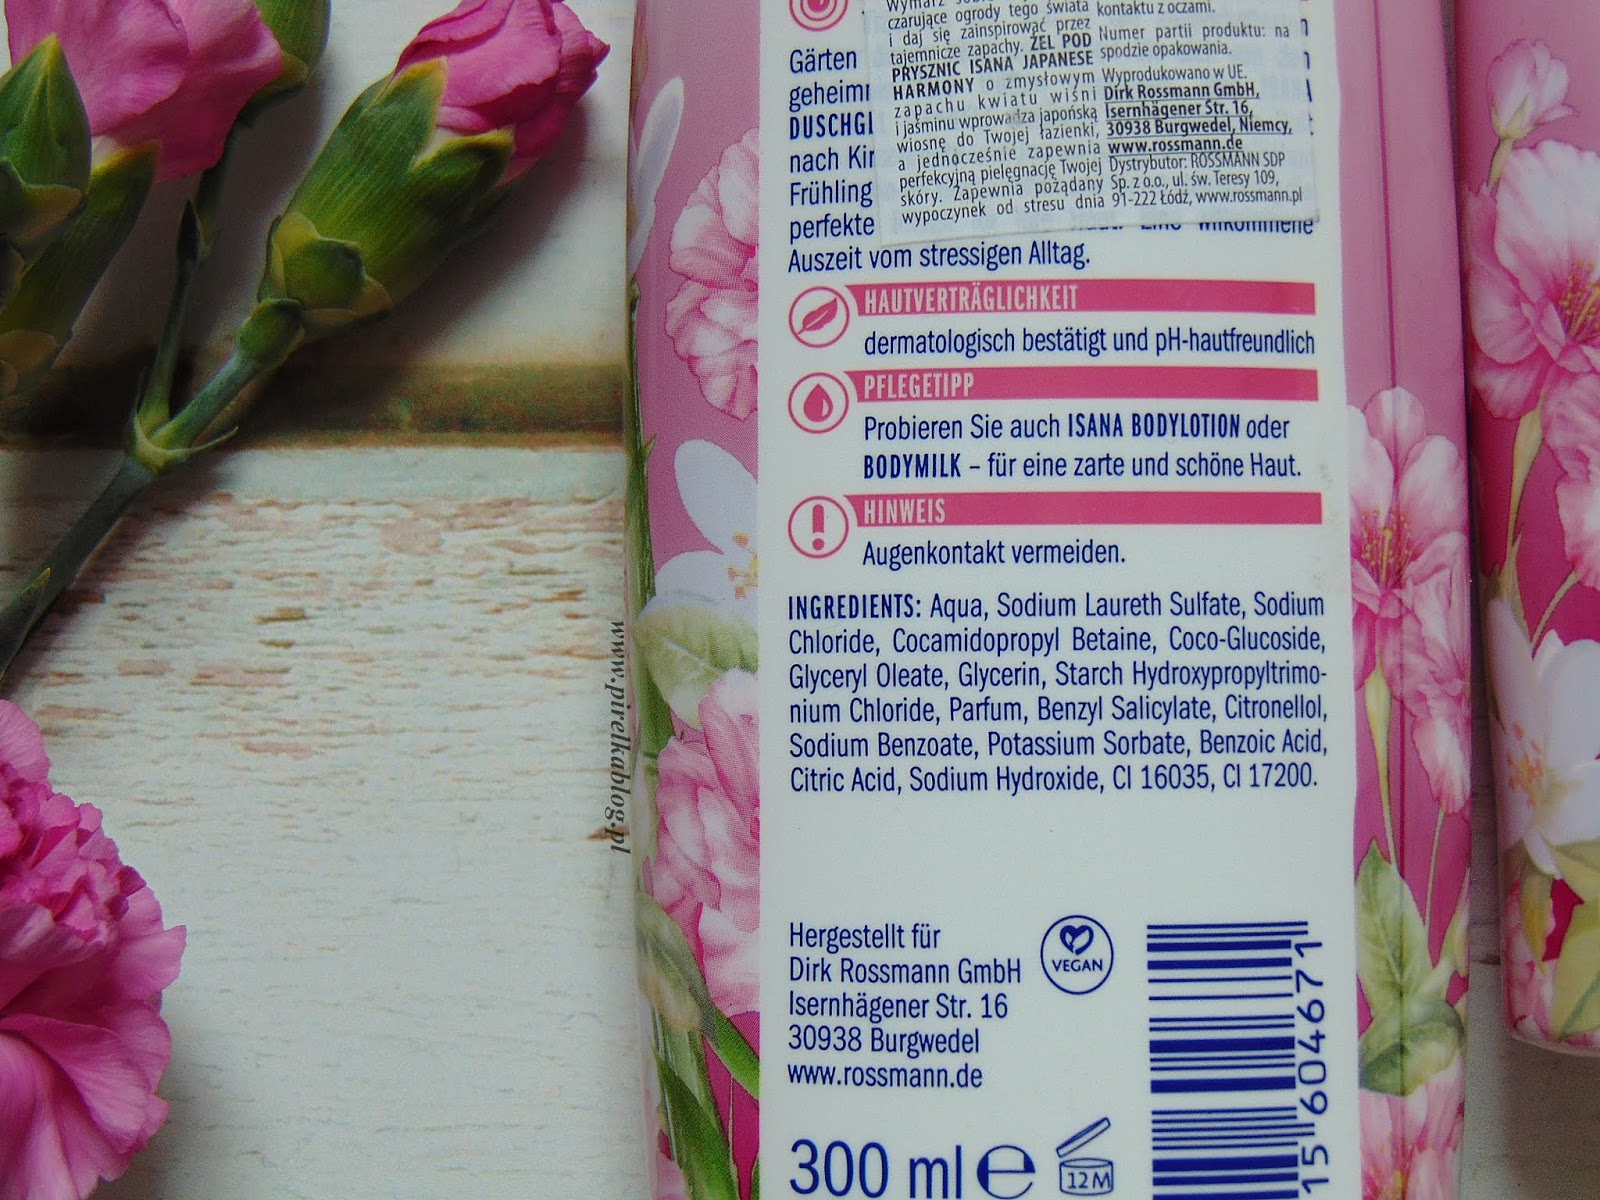 czarujące ogrody tego świata
i daj się zainspirować przez
tajemnicze zapachy. ŻEL POD
PRYSZNIC ISANA JAPANESE
HARMONY o zmysłowym
zapachu kwiatu wiśni
i jaśminu wprowadza japońską
wiosnę do Twojej łazienki,
a jednocześnie zapewnia
perfekcyjną pielęgnację Twojej
skóry. Zapewnia pożądany
wypoczynek od stresu dnia
kontaktu z oczami.
Numer partii produktu: na
spodzie opakowania.
Wyprodukowano w UE.
Dirk Rossmann GmbH,
Isernhägener Str. 16,
30938 Burgwedel, Niemcy,
www.rossmann.de
Dystrybutor: ROSSMANN SDP
Sp. z o.o., ul. św. Teresy 109,
91-222 Łódź, www.rossmann.pl
Gärten
nach
Frühling
perfekte
Auszeit vom stressigen Alltag.
HAUTVERTRÄGLICHKEIT
dermatologisch bestätigt und pH-hautfreundlich
PFLEGETIPP
Probieren Sie auch ISANA BODYLOTION oder
BODYMILK – für eine zarte und schöne Haut.
HINWEIS
Augenkontakt vermeiden.
INGREDIENTS: Aqua, Sodium Laureth Sulfate, Sodium
Chloride, Cocamidopropyl Betaine, Coco-Glucoside,
Glyceryl Oleate, Glycerin, Starch Hydroxypropyltrimo-
nium Chloride, Parfum, Benzyl Salicylate, Citronellol,
Sodium Benzoate, Potassium Sorbate, Benzoic Acid,
Citric Acid, Sodium Hydroxide, CI 16035, CI 17200.
Hergestellt für
Dirk Rossmann GmbH
Isernhägener Str. 16
30938 Burgwedel
www.rossmann.de
VEGAN
300 ml e
12M
15 604671
www.pirelkablog.pl